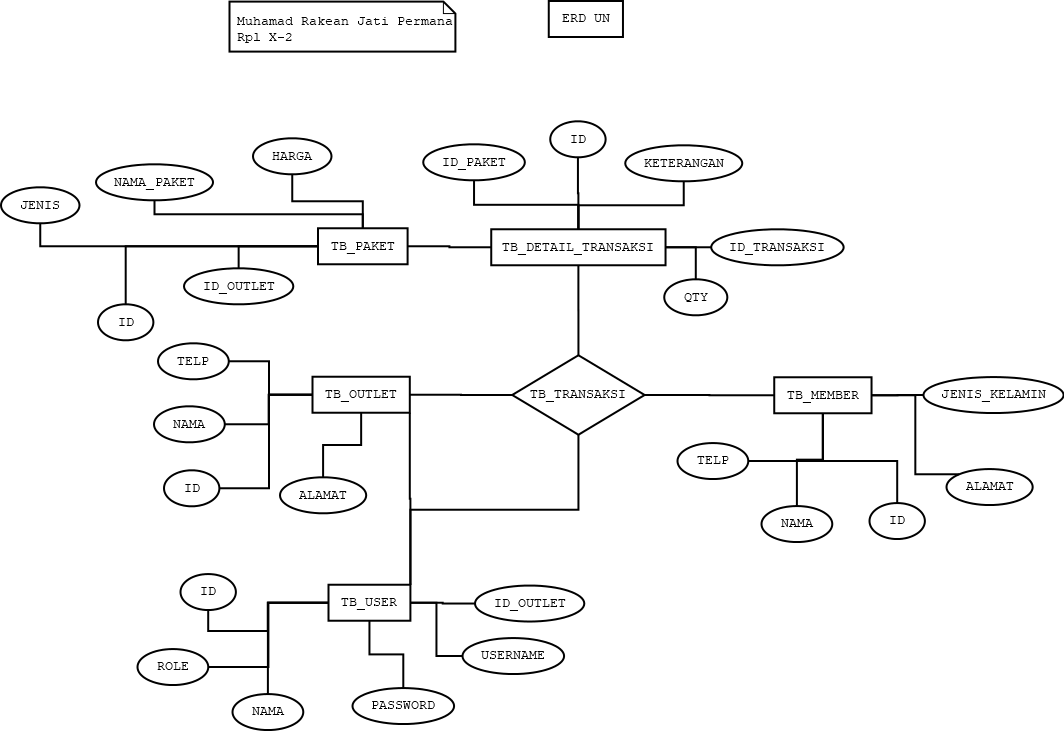 Muhamad Rakean Jati Permana
Rpl X-2
ERD UN
ID
HARGA
ID_PAKET
KETERANGAN
NAMA_PAKET
JENIS
TB_PAKET
TB_DETAIL_TRANSAKSI
ID_TRANSAKSI
ID_OUTLET
QTY
ID
TELP
TB_OUTLET
TB_TRANSAKSI
TB_MEMBER
JENIS_KELAMIN
NAMA
TELP
ID
ALAMAT
ALAMAT
NAMA
ID
ID
TB_USER
ID_OUTLET
USERNAME
ROLE
NAMA
PASSWORD